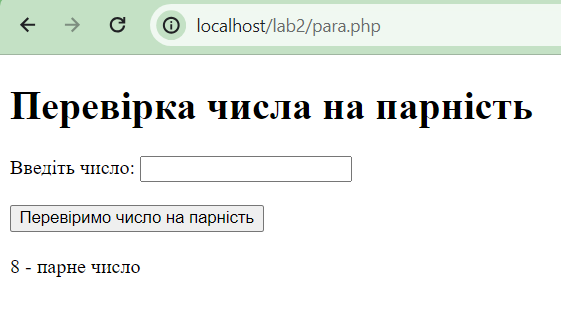 localhost/lab2/para.php
Перевірка числа на парність
Введіть число:
Перевіримо число на парність
8 - парне число